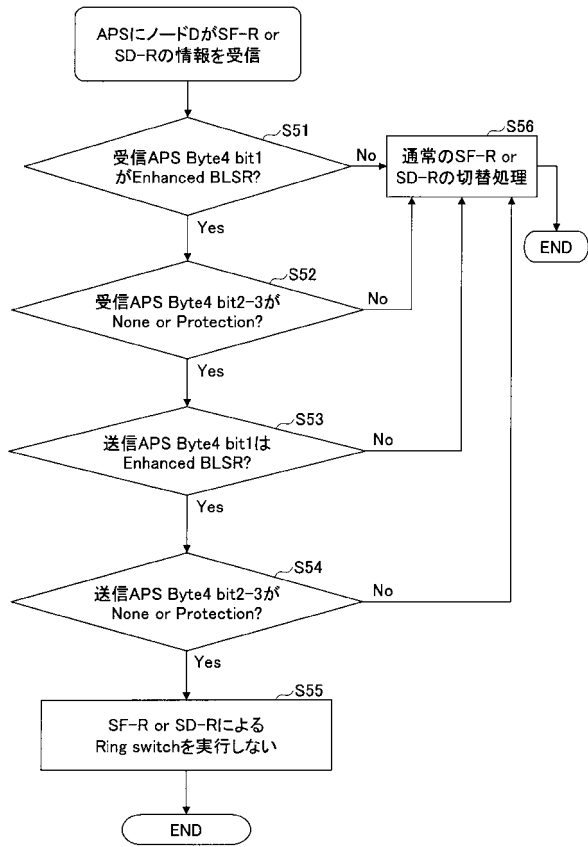 APSにノードDがSF-R or
SD-Rの情報を受信
S51
受信APS Byte4 bit1
がEnhanced BLSR?
No
S56
通常のSF-R or
SD-Rの切替処理
END
Yes
S52
受信APS Byte4 bit2-3が
None or Protection?
No
Yes
S53
送信APS Byte4 bit1は
Enhanced BLSR?
No
Yes
S54
送信APS Byte4 bit2-3が
None or Protection?
No
Yes
S55
SF-R or SD-Rによる
Ring switchを実行しない
END